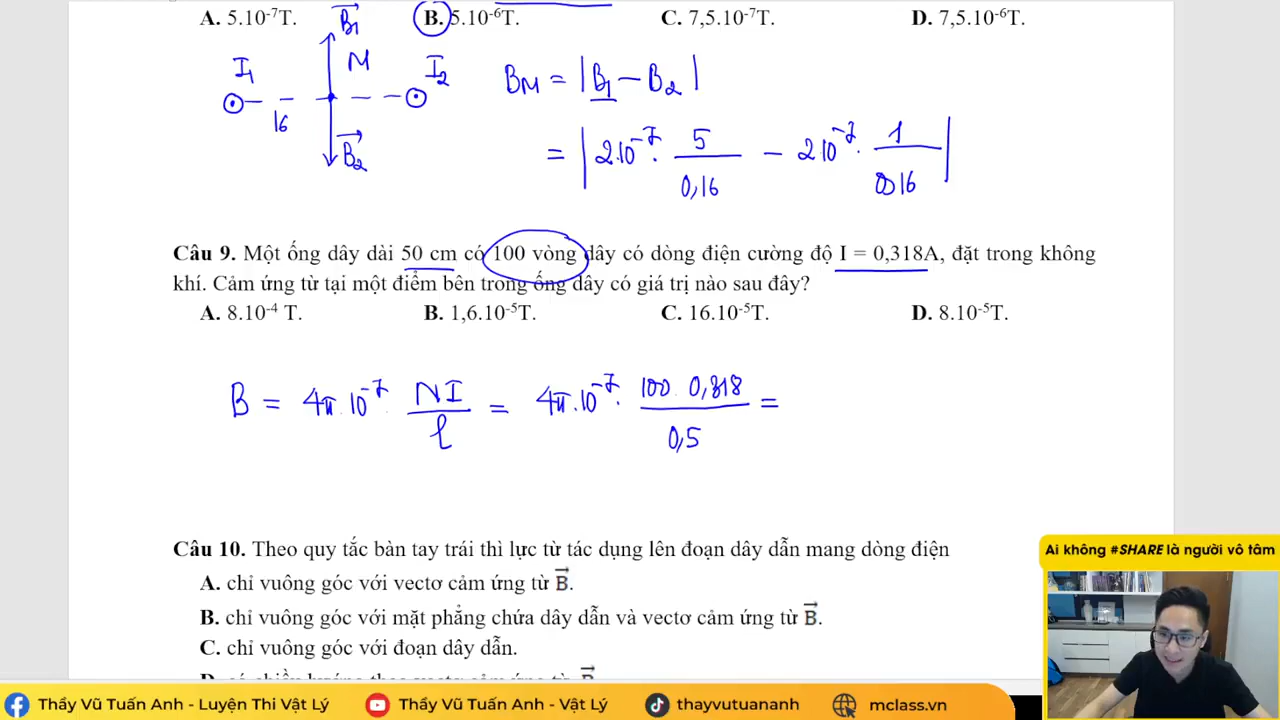 A. 5.10⁻⁷T. B. 5.10⁻⁶T. C. 7,5.10⁻⁷T. D. 7,5.10⁻⁶T.
B₁
I₁ M I₂
16
B₂
B_M = |B₁ − B₂|
= |2.10⁻⁷. 5/0,16 − 2.10⁻⁷. 1/0,16|
Câu 9. Một ống dây dài 50 cm có 100 vòng dây có dòng điện cường độ I = 0,318A, đặt trong không
khí. Cảm ứng từ tại một điểm bên trong ống dây có giá trị nào sau đây?
A. 8.10⁻⁴ T. B. 1,6.10⁻⁵T. C. 16.10⁻⁵T. D. 8.10⁻⁵T.
B = 4π.10⁻⁷ NI/l = 4π.10⁻⁷. 100.0,318/0,5 =
Câu 10. Theo quy tắc bàn tay trái thì lực từ tác dụng lên đoạn dây dẫn mang dòng điện
A. chỉ vuông góc với vectơ cảm ứng từ B.
B. chỉ vuông góc với mặt phẳng chứa dây dẫn và vectơ cảm ứng từ B.
C. chỉ vuông góc với đoạn dây dẫn.
Ai không #SHARE là người vô tâm
Thầy Vũ Tuấn Anh - Luyện Thi Vật Lý Thầy Vũ Tuấn Anh - Vật Lý thayvutuananh mclass.vn